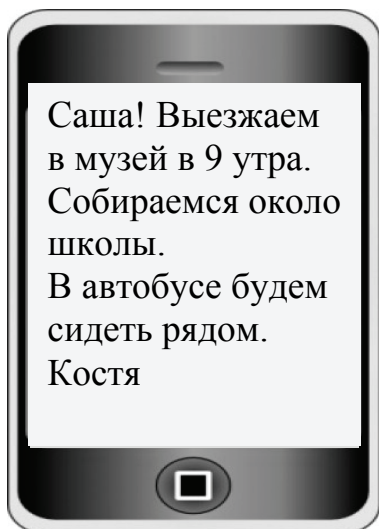 Саша! Выезжаем
в музей в 9 утра.
Собираемся около
школы.
В автобусе будем
сидеть рядом.
Костя